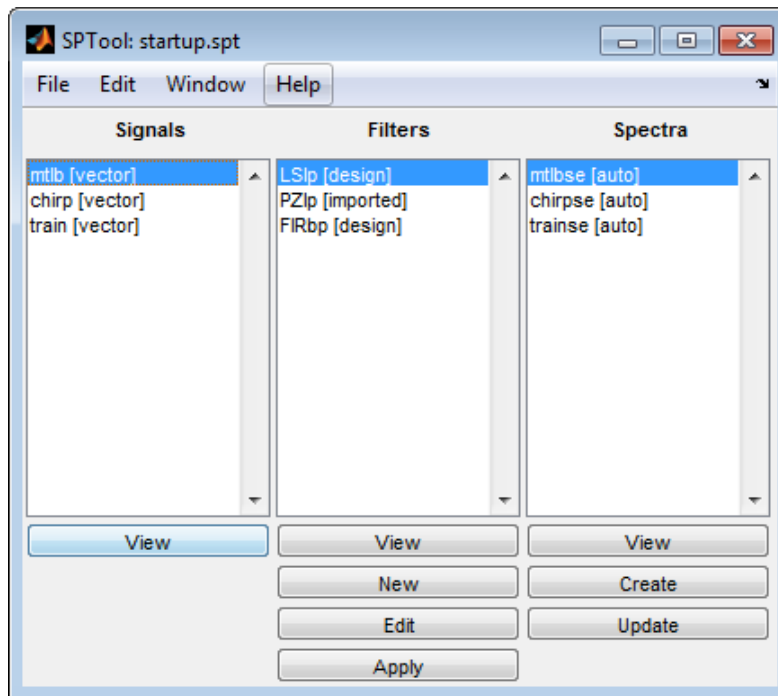 SPTool: startup.spt
File Edit Window Help
Signals Filters Spectra
mtlb [vector] LSlp [design] mtlbse [auto]
chirp [vector] PZlp [imported] chirpse [auto]
train [vector] FIRbp [design] trainse [auto]
View View View
New Create
Edit Update
Apply